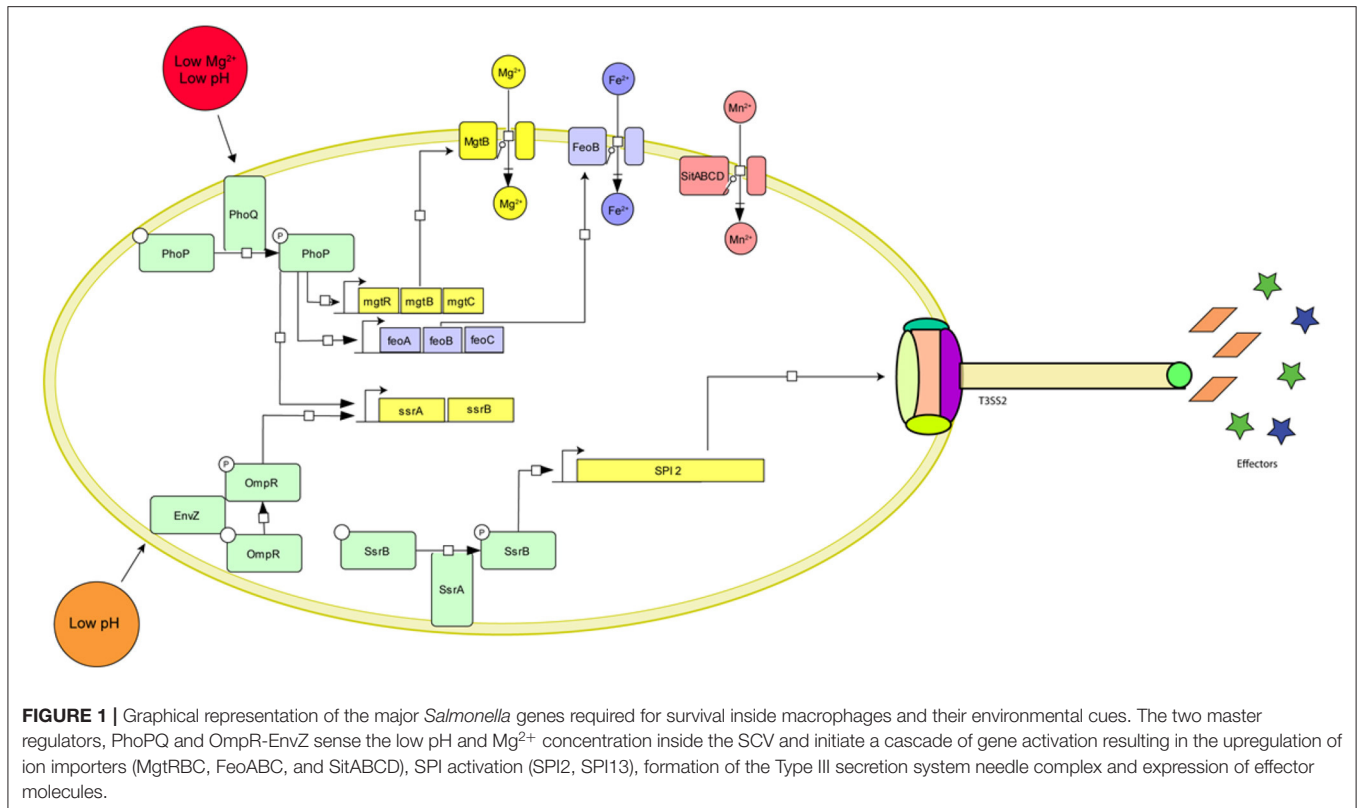 Low Mg²⁺
Low pH
Mg²⁺
Fe²⁺
Mn²⁺
MgtB
FeoB
SitABCD
Mg²⁺
Fe²⁺
Mn²⁺
PhoQ
PhoP
P
PhoP
mgtR mgtB mgtC
feoA feoB feoC
ssrA ssrB
T3SS2
Effectors
SPI 2
P
OmpR
EnvZ
OmpR
SsrB
P
SsrB
SsrA
Low pH
FIGURE 1 | Graphical representation of the major Salmonella genes required for survival inside macrophages and their environmental cues. The two master
regulators, PhoPQ and OmpR-EnvZ sense the low pH and Mg²⁺ concentration inside the SCV and initiate a cascade of gene activation resulting in the upregulation of
ion importers (MgtRBC, FeoABC, and SitABCD), SPI activation (SPI2, SPI13), formation of the Type III secretion system needle complex and expression of effector
molecules.